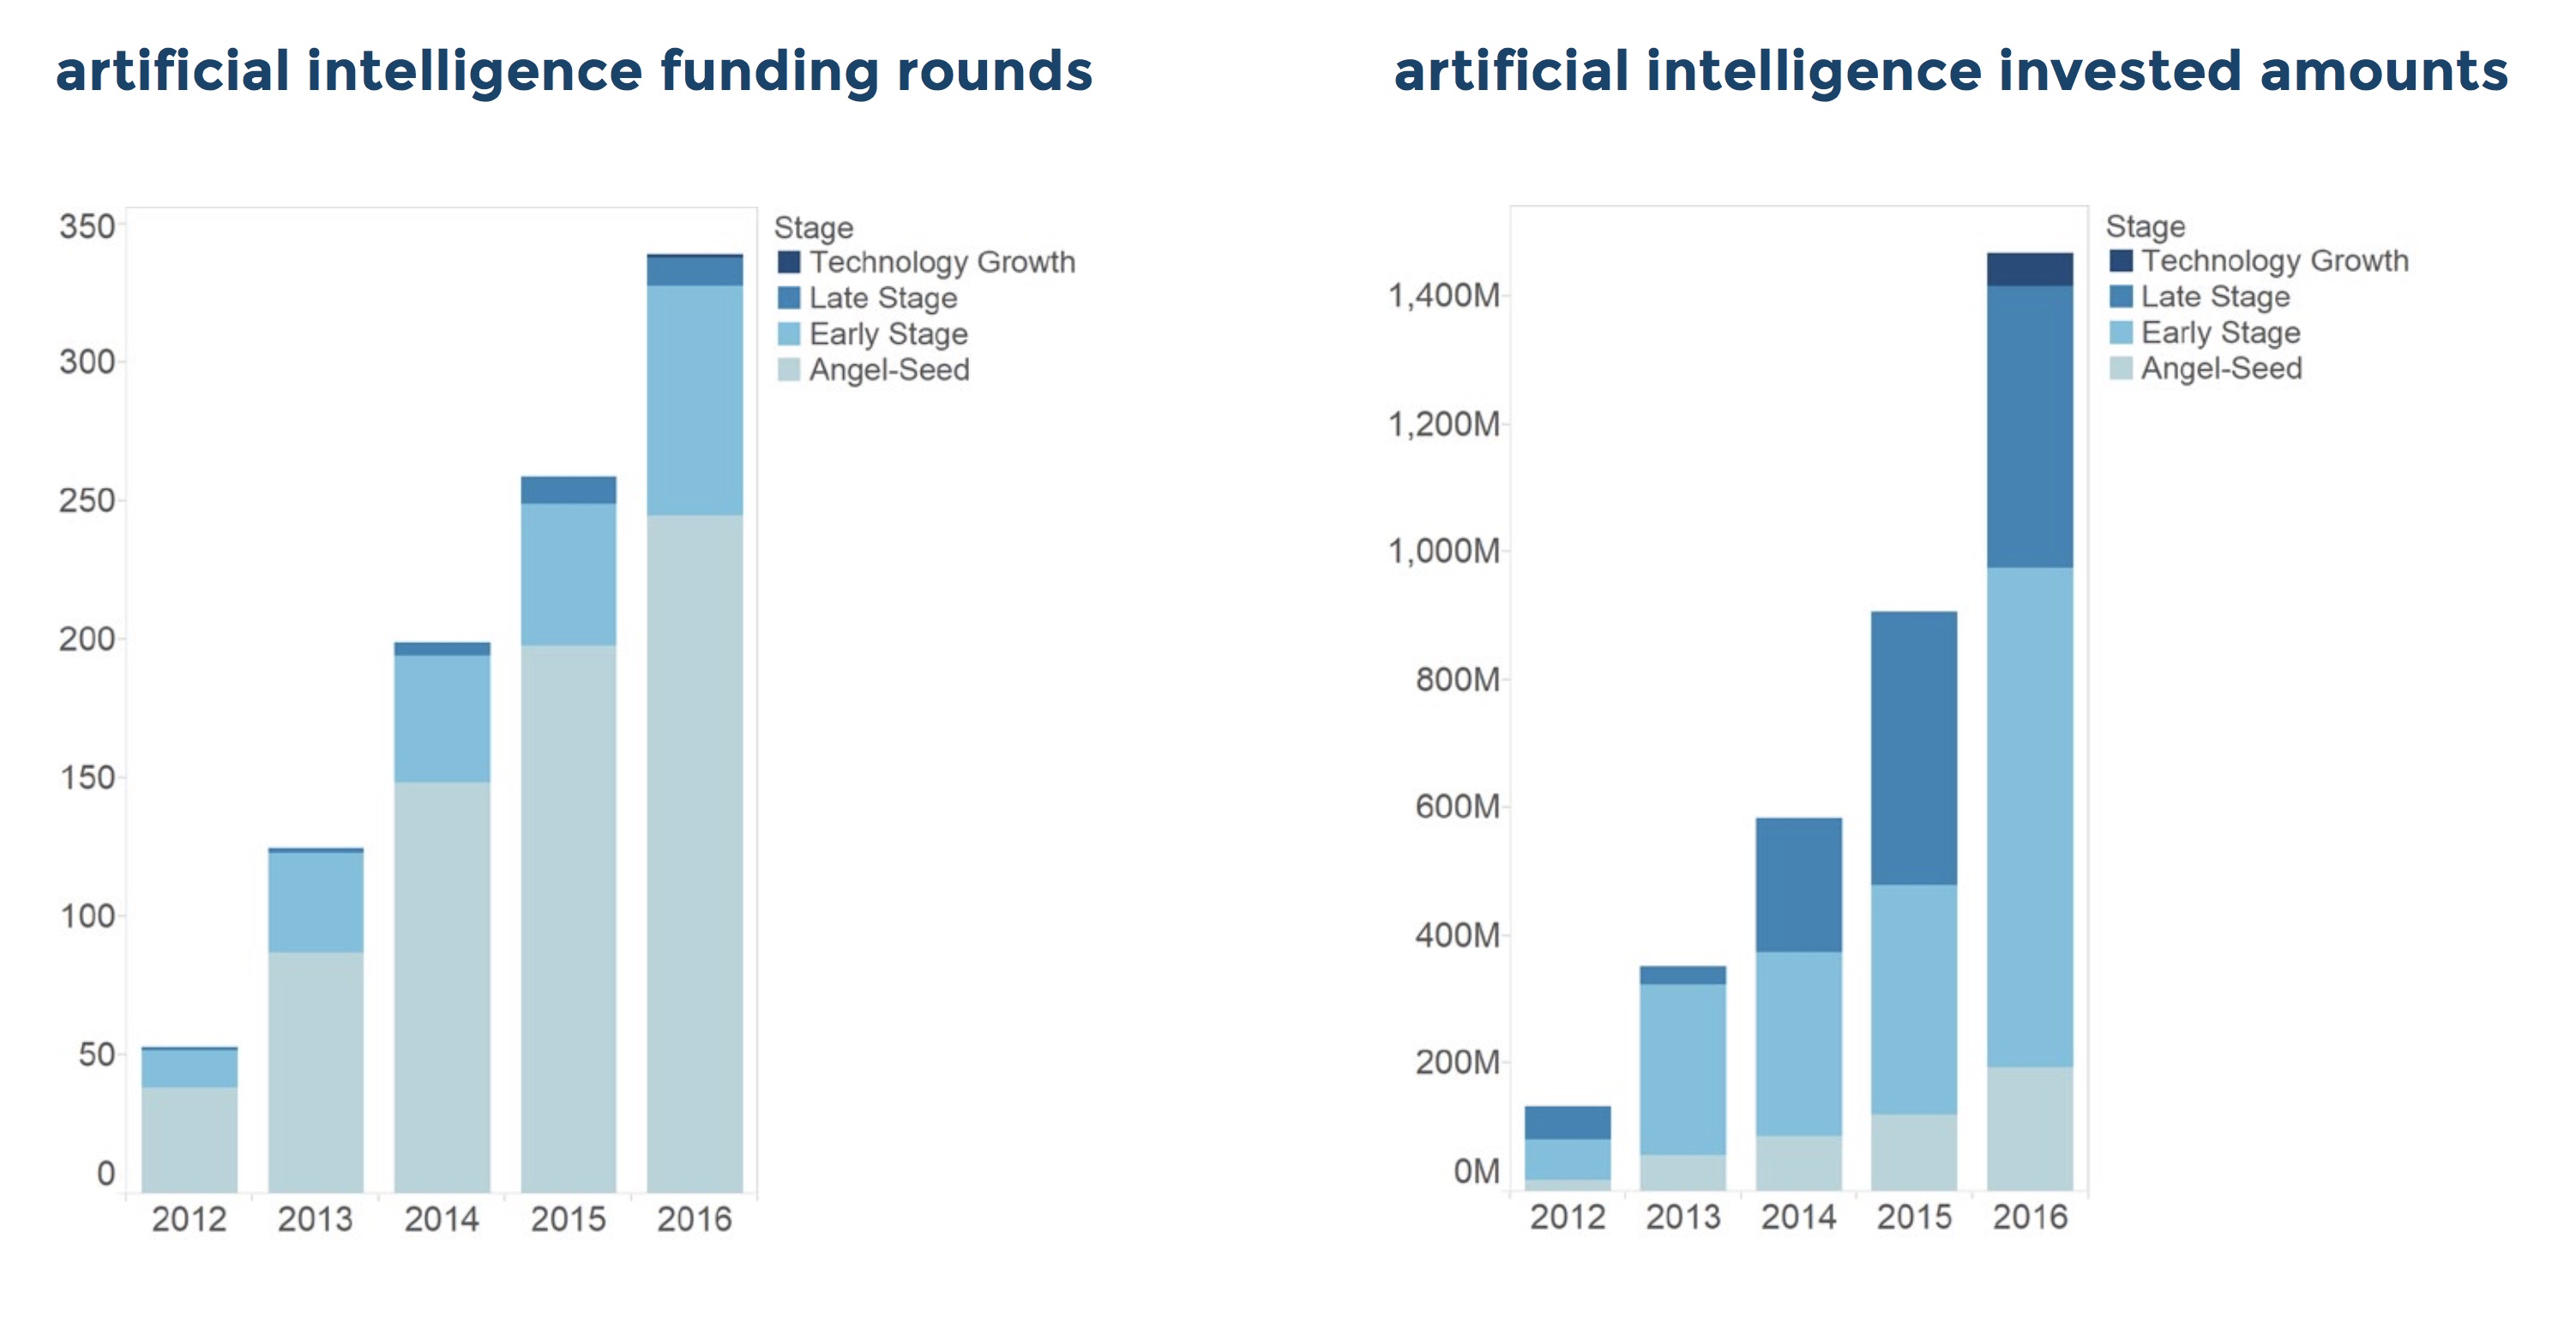 artificial intelligence funding rounds
350
300
250
200
150
100
50
0
2012 2013 2014 2015 2016
Stage
Technology Growth
Late Stage
Early Stage
Angel-Seed
artificial intelligence invested amounts
1,400M
1,200M
1,000M
800M
600M
400M
200M
0M
2012 2013 2014 2015 2016
Stage
Technology Growth
Late Stage
Early Stage
Angel-Seed